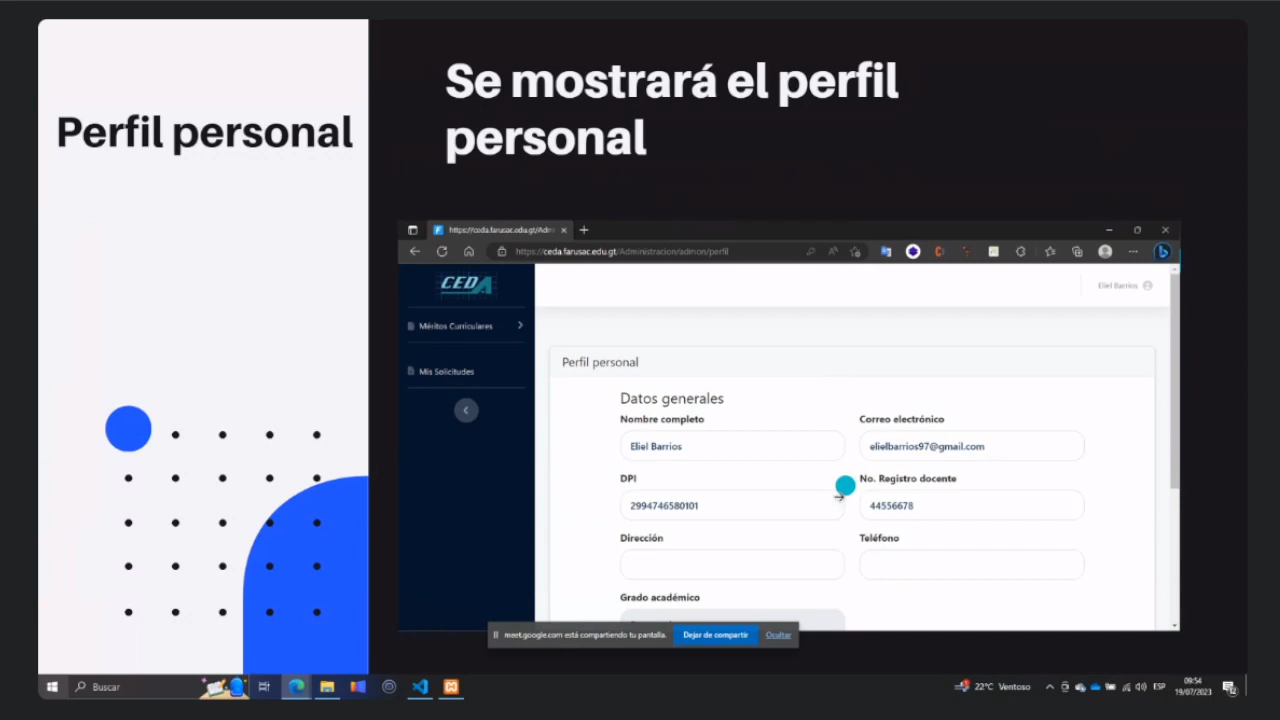 Perfil personal
Se mostrará el perfil
personal
https://ceda.farusac.edu.gt/Adm
https://ceda.farusac.edu.gt/Administracion/admon/perfil
CEDA
Eliel Barrios
Méritos Curriculares
Mis Solicitudes
Perfil personal
Datos generales
Nombre completo
Correo electrónico
Eliel Barrios
elielbarrios97@gmail.com
DPI
No. Registro docente
2994746580101
44556678
Dirección
Teléfono
Grado académico
meet.google.com está compartiendo tu pantalla.
Dejar de compartir
Ocultar
Buscar
22°C Ventoso
ESP
09:54
19/07/2023